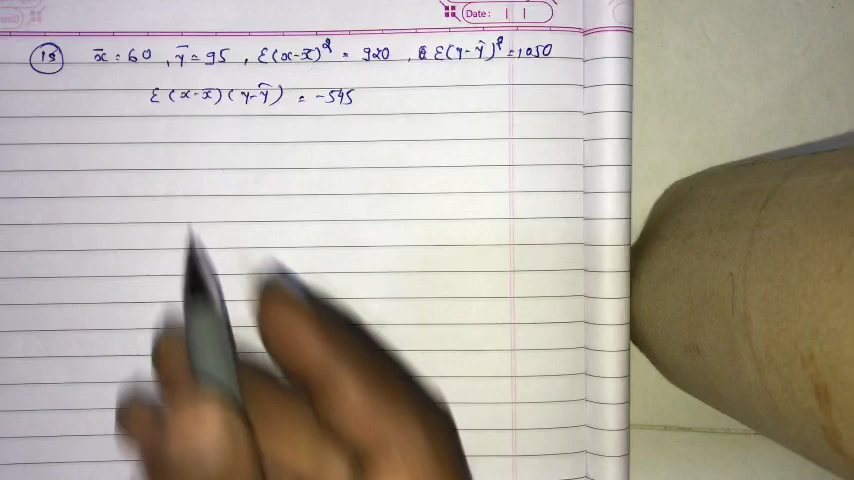 Date:
(15) x̄ = 60, ȳ = 95, Σ(x-x̄)² = 920, Σ(y-ȳ)² = 1050
Σ(x-x̄)(y-ȳ) = -545